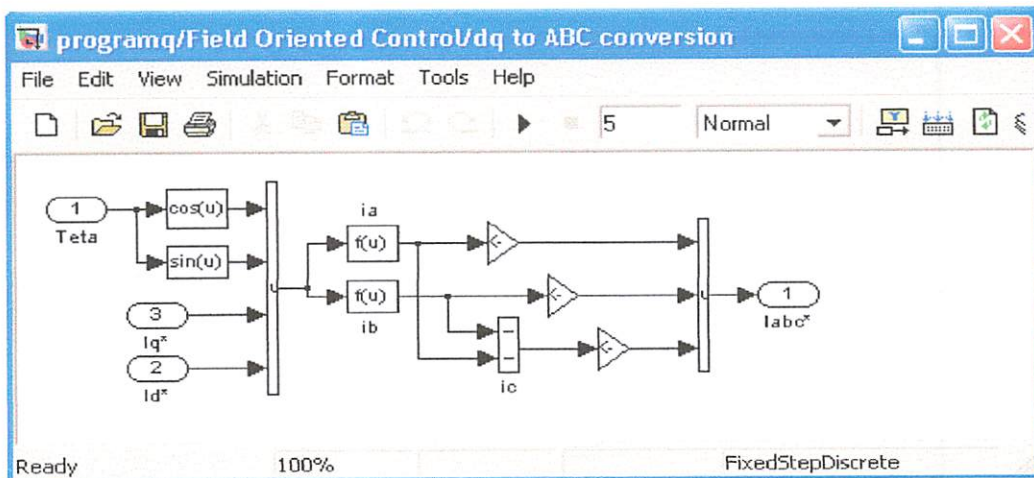 programq/Field Oriented Control/dq to ABC conversion
File Edit View Simulation Format Tools Help
5 Normal
1
Teta
cos(u)
sin(u)
3
Iq*
2
Id*
ia
f(u)
f(u)
ib
ic
1
Iabc*
Ready 100% FixedStepDiscrete